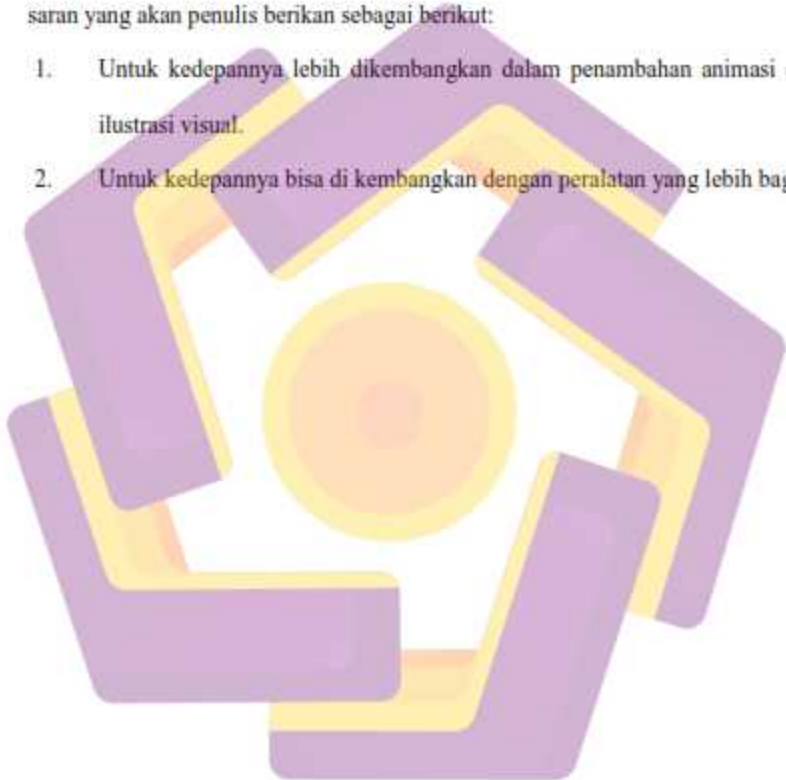 saran yang akan penulis berikan sebagai berikut:
1. Untuk kedepannya lebih dikembangkan dalam penambahan animasi
ilustrasi visual.
2. Untuk kedepannya bisa di kembangkan dengan peralatan yang lebih